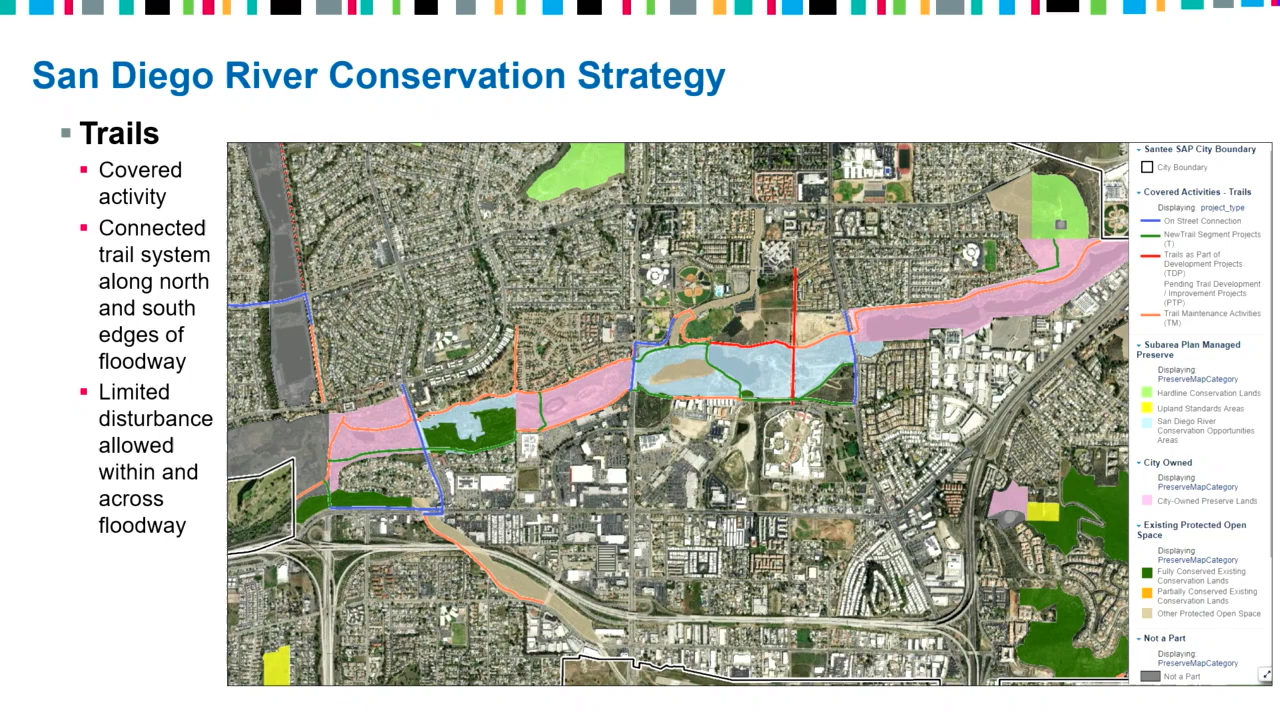 San Diego River Conservation Strategy
Trails
Covered
activity
Connected
trail system
along north
and south
edges of
floodway
Limited
disturbance
allowed
within and
across
floodway
Santee SAP City Boundary
City Boundary
Covered Activities - Trails
Displaying: project_type
On Street Connection
NewTrail Segment Projects
(T)
Trails as Part of
Development Projects
(TDP)
Pending Trail Development
/ Improvement Projects
(PTP)
Trail Maintenance Activities
(TM)
Subarea Plan Managed
Preserve
Displaying:
PreserveMapCategory
Hardline Conservation Lands
Upland Standards Areas
San Diego River
Conservation Opportunities
Areas
City Owned
Displaying:
PreserveMapCategory
City-Owned Preserve Lands
Existing Protected Open
Space
Displaying:
PreserveMapCategory
Fully Conserved Existing
Conservation Lands
Partially Conserved Existing
Conservation Lands
Other Protected Open Space
Not a Part
Displaying:
PreserveMapCategory
Not a Part